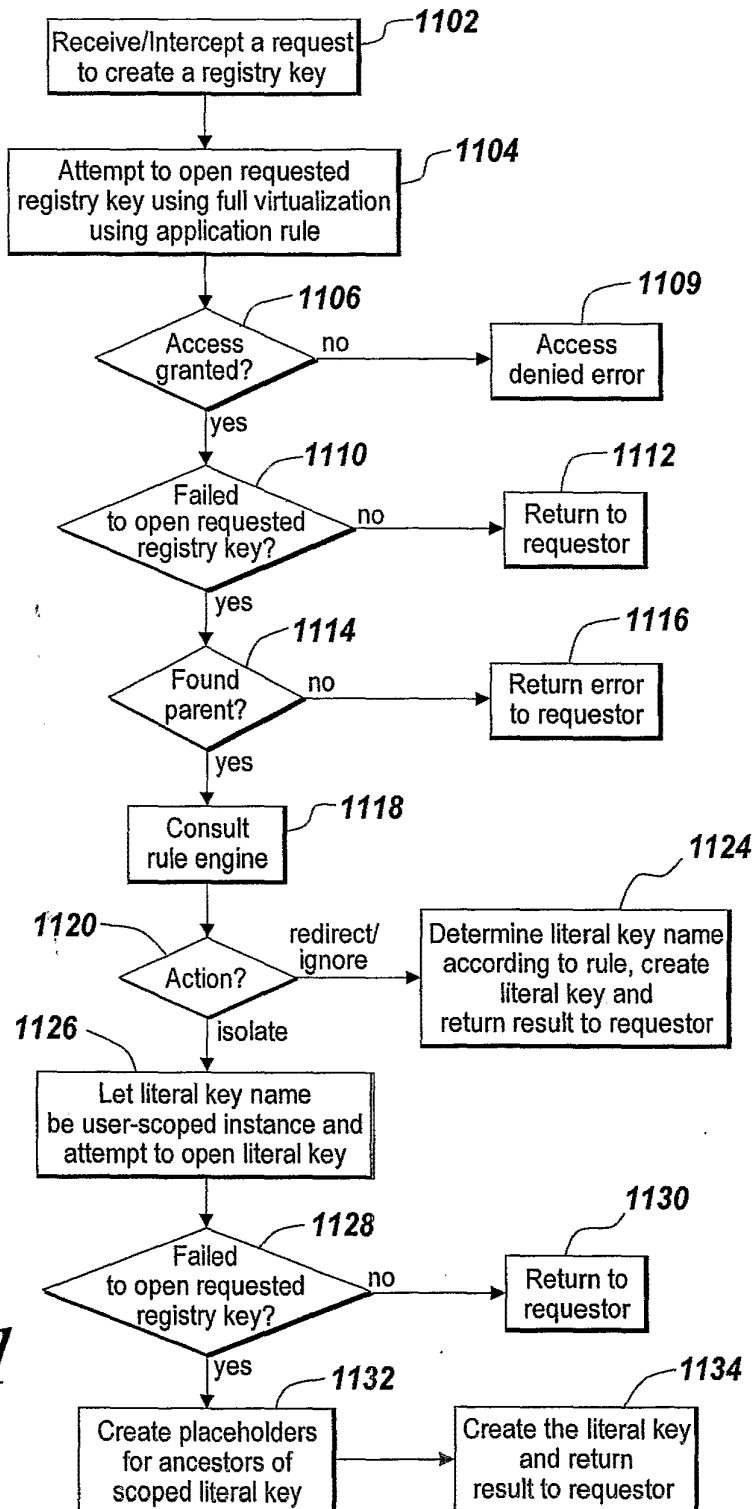 1102
Receive/Intercept a request
to create a registry key
1104
Attempt to open requested
registry key using full virtualization
using application rule
1106
Access
granted?
no
yes
1109
Access
denied error
1110
Failed
to open requested
registry key?
no
yes
1112
Return to
requestor
1114
Found
parent?
no
yes
1116
Return error
to requestor
1118
Consult
rule engine
1120
Action?
redirect/
ignore
isolate
1124
Determine literal key name
according to rule, create
literal key and
return result to requestor
1126
Let literal key name
be user-scoped instance and
attempt to open literal key
1128
Failed
to open requested
registry key?
no
yes
1130
Return to
requestor
1132
Create placeholders
for ancestors of
scoped literal key
1134
Create the literal key
and return
result to requestor